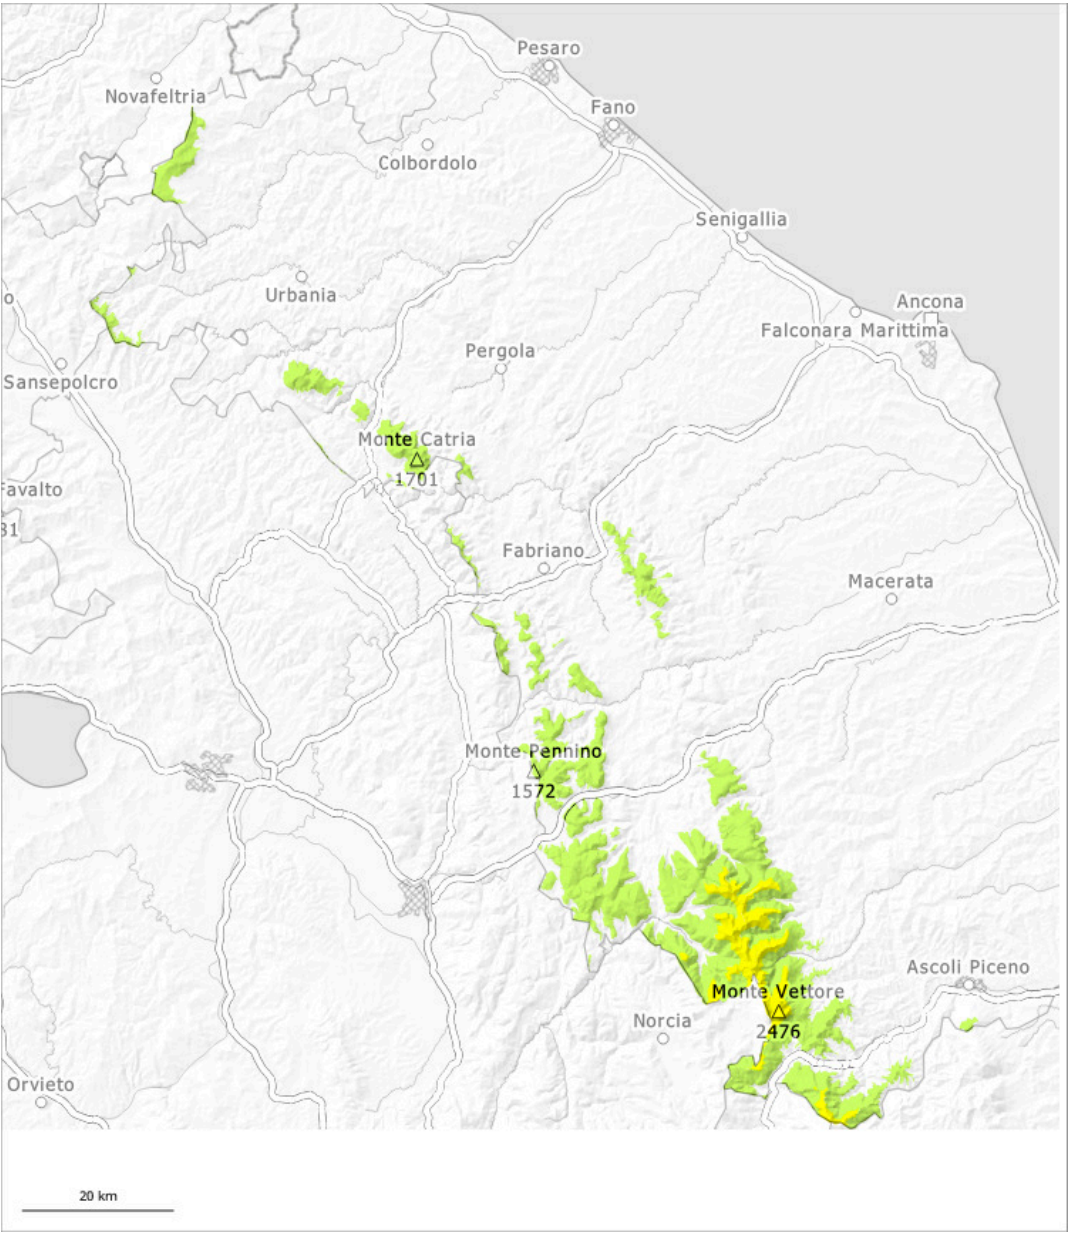 Pesaro
Novafeltria
Fano
Colbordolo
Senigallia
Urbania
Ancona
Falconara Marittima
Pergola
Sansepolcro
Monte Catria
1701
Favalto
31
Fabriano
Macerata
Monte Pennino
1572
Ascoli Piceno
Monte Vettore
2476
Norcia
Orvieto
20 km